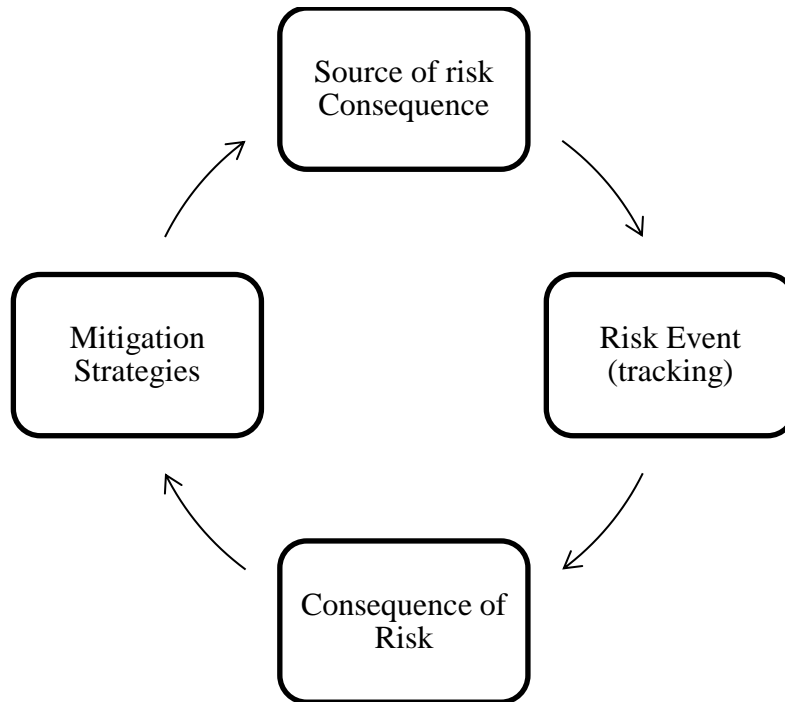 Source of risk
Consequence
Risk Event
(tracking)
Consequence of
Risk
Mitigation
Strategies